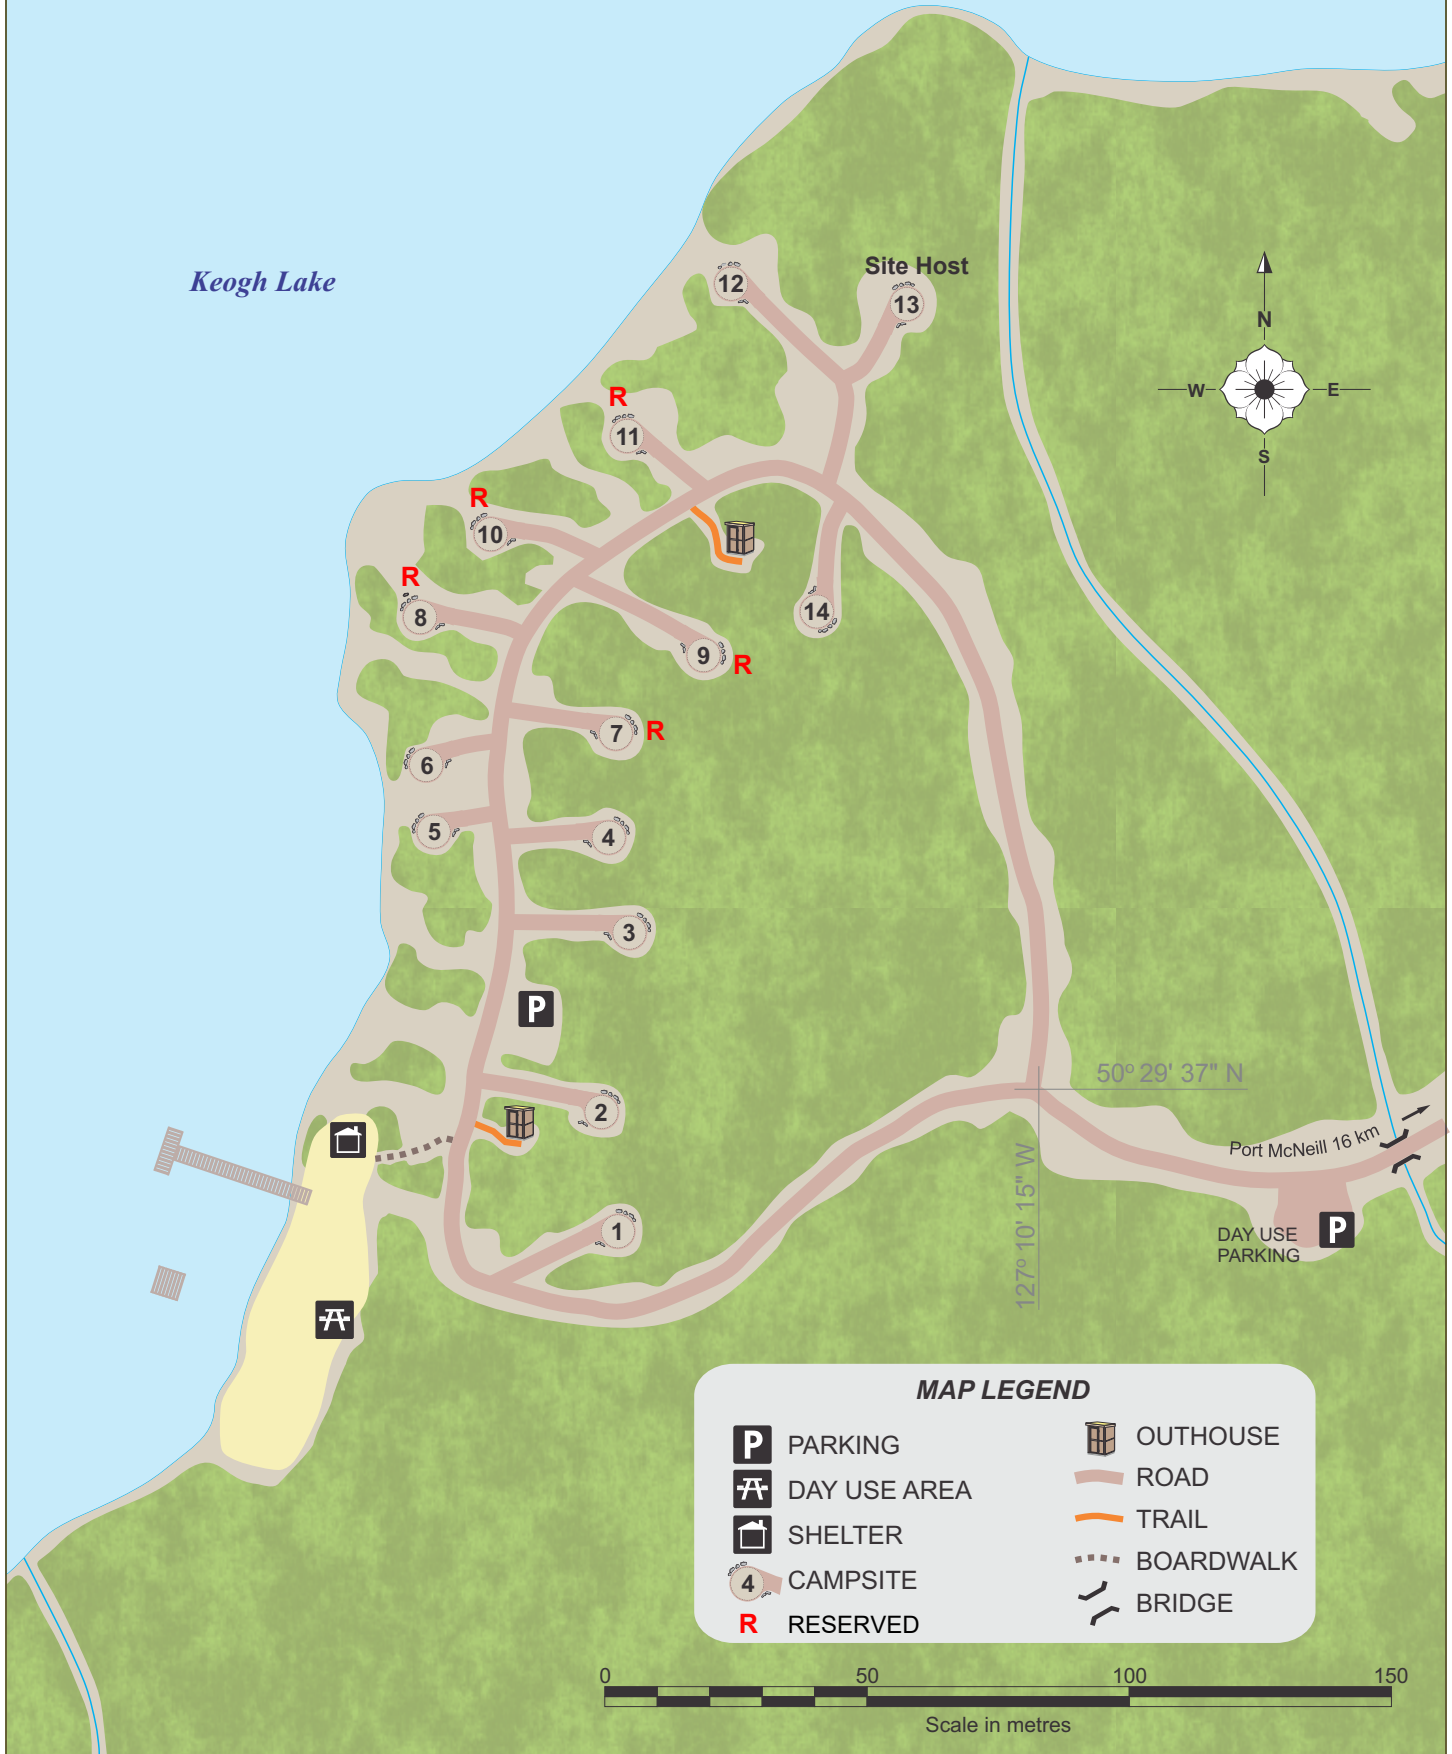 Keogh Lake
Site Host
12
13
N
W
E
S
R
11
R
10
14
R
8
9
R
7
R
6
5
4
3
P
2
1
50º 29' 37" N
127º 10' 15" W
Port McNeill 16 km
DAY USE
PARKING
P
MAP LEGEND
P PARKING
DAY USE AREA
SHELTER
4 CAMPSITE
R RESERVED
OUTHOUSE
ROAD
TRAIL
BOARDWALK
BRIDGE
0 50 100 150
Scale in metres